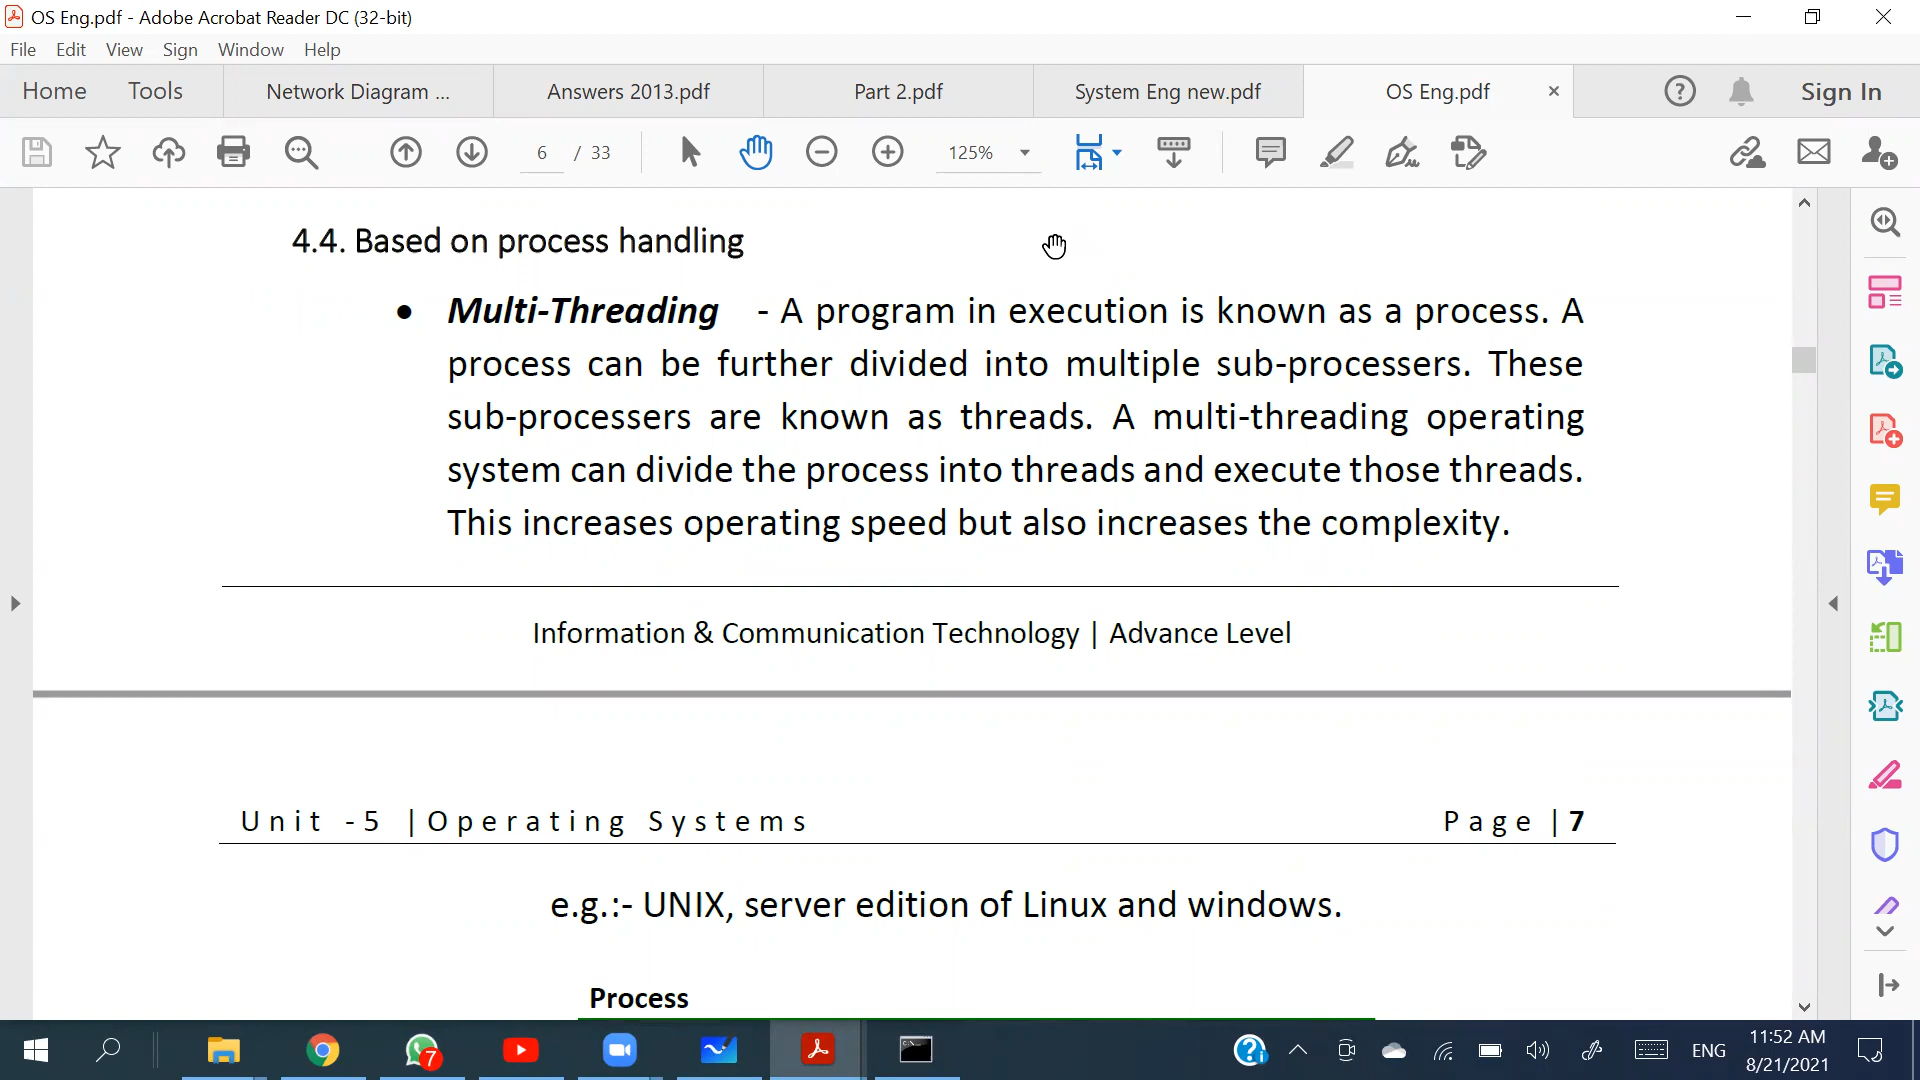 OS Eng.pdf - Adobe Acrobat Reader DC (32-bit)
File Edit View Sign Window Help
Home Tools Network Diagram ... Answers 2013.pdf Part 2.pdf System Eng new.pdf OS Eng.pdf Sign In
6 / 33 125%
4.4. Based on process handling
• Multi-Threading - A program in execution is known as a process. A
process can be further divided into multiple sub-processers. These
sub-processers are known as threads. A multi-threading operating
system can divide the process into threads and execute those threads.
This increases operating speed but also increases the complexity.
Information & Communication Technology | Advance Level
Unit -5 |Operating Systems Page |7
e.g.:- UNIX, server edition of Linux and windows.
Process
7
ENG
11:52 AM
8/21/2021